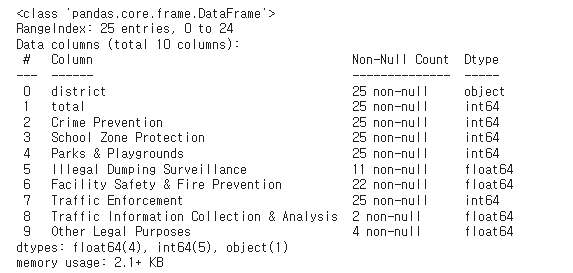 <class 'pandas.core.frame.DataFrame'>
RangeIndex: 25 entries, 0 to 24
Data columns (total 10 columns):
 #   Column                                     Non-Null Count  Dtype
---  ------                                     --------------  -----
 0   district                                   25 non-null     object
 1   total                                      25 non-null     int64
 2   Crime Prevention                           25 non-null     int64
 3   School Zone Protection                     25 non-null     int64
 4   Parks & Playgrounds                        25 non-null     int64
 5   Illegal Dumping Surveillance               11 non-null     float64
 6   Facility Safety & Fire Prevention          22 non-null     float64
 7   Traffic Enforcement                        25 non-null     int64
 8   Traffic Information Collection & Analysis  2 non-null      float64
 9   Other Legal Purposes                       4 non-null      float64
dtypes: float64(4), int64(5), object(1)
memory usage: 2.1+ KB